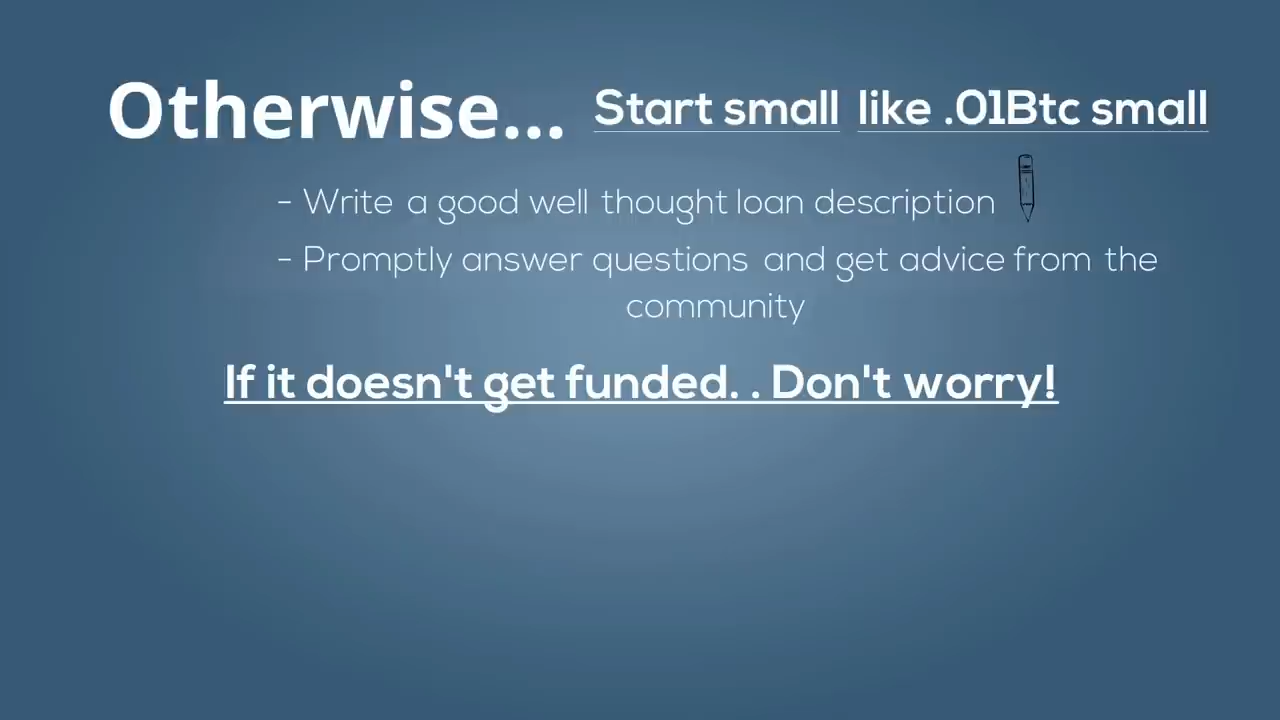 Otherwise... Start small like .01Btc small
- Write a good well thought loan description
- Promptly answer questions and get advice from the
community
If it doesn't get funded. . Don't worry!